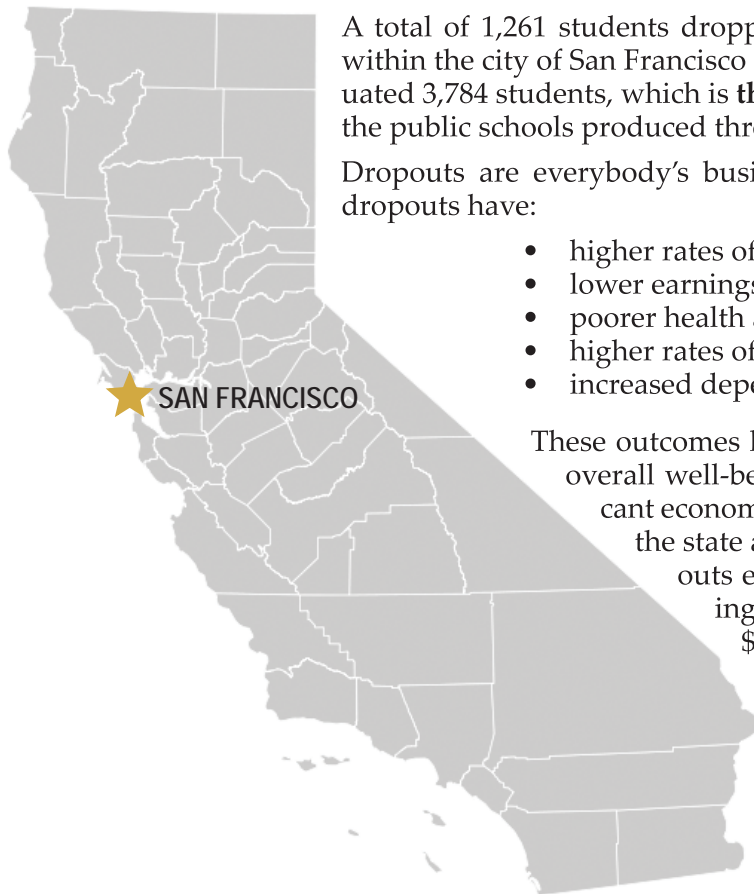 A total of 1,261 students dropp
within the city of San Francisco
uated 3,784 students, which is th
the public schools produced thre
Dropouts are everybody’s busi
dropouts have:
• higher rates of
• lower earnings
• poorer health
• higher rates of
• increased depe
SAN FRANCISCO
These outcomes
overall well-be
cant econom
the state a
outs e
ing
$